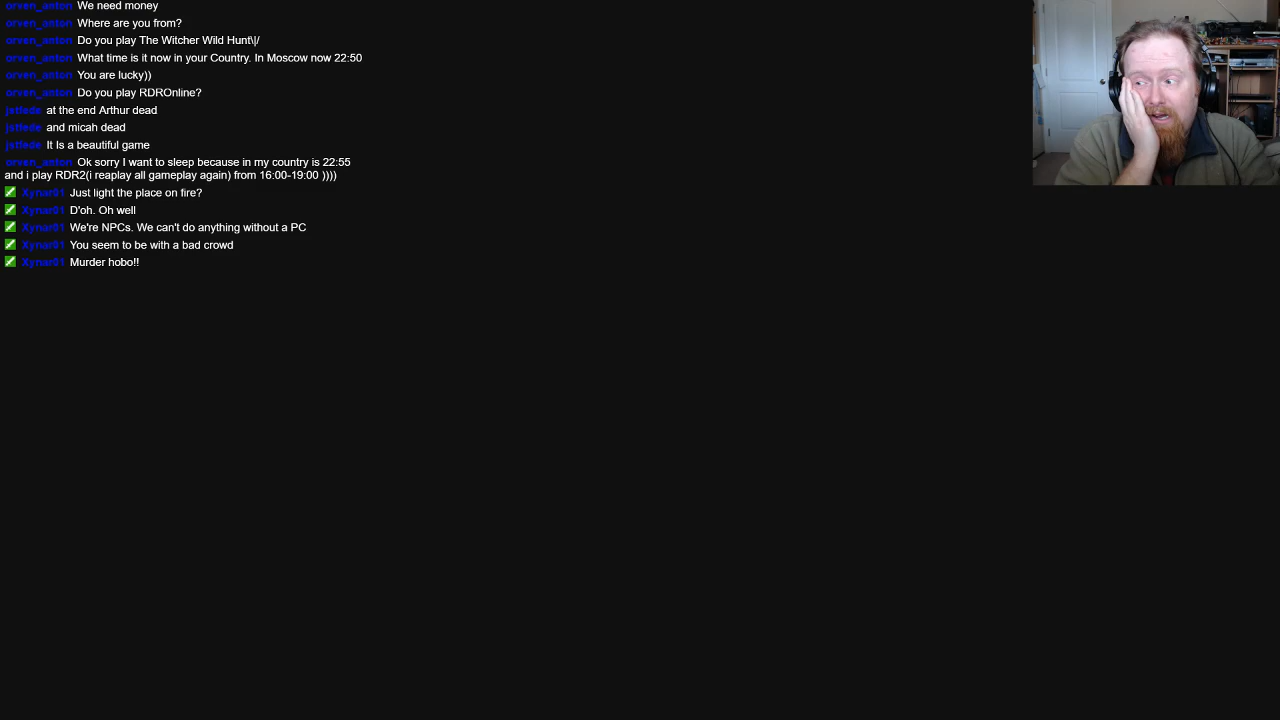 orven_anton We need money
orven_anton Where are you from?
orven_anton Do you play The Witcher Wild Hunt\|/
orven_anton What time is it now in your Country. In Moscow now 22:50
orven_anton You are lucky))
orven_anton Do you play RDROnline?
jstfede at the end Arthur dead
jstfede and micah dead
jstfede It Is a beautiful game
orven_anton Ok sorry I want to sleep because in my country is 22:55
and i play RDR2(i reaplay all gameplay again) from 16:00-19:00 ))))
Xynar01 Just light the place on fire?
Xynar01 D'oh. Oh well
Xynar01 We're NPCs. We can't do anything without a PC
Xynar01 You seem to be with a bad crowd
Xynar01 Murder hobo!!